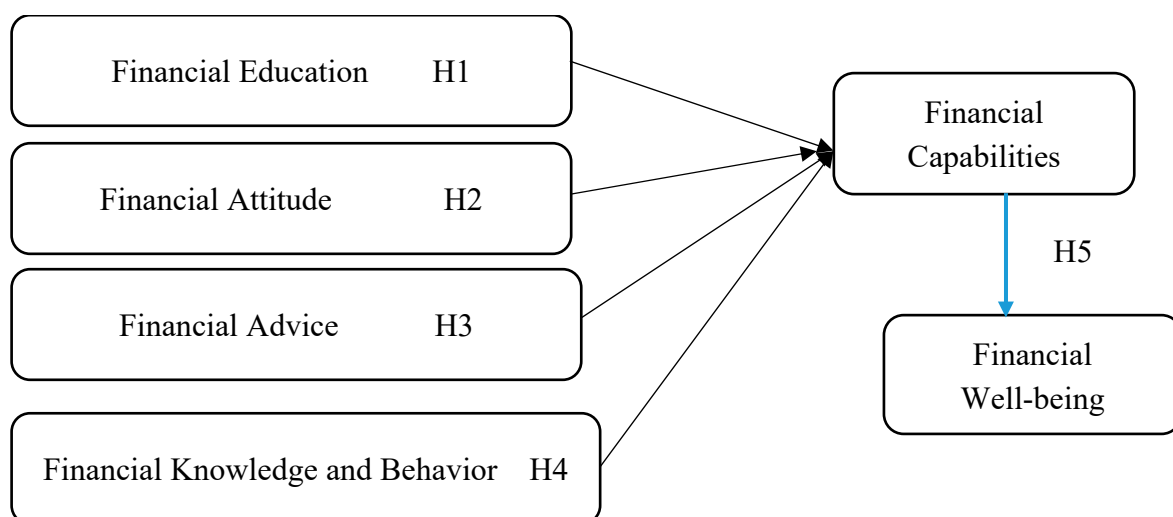 Financial Education H1
Financial Attitude H2
Financial Advice H3
Financial Knowledge and Behavior H4
Financial
Capabilities
H5
Financial
Well-being